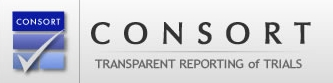 CONSORT
CONSORT
TRANSPARENT REPORTING of TRIALS